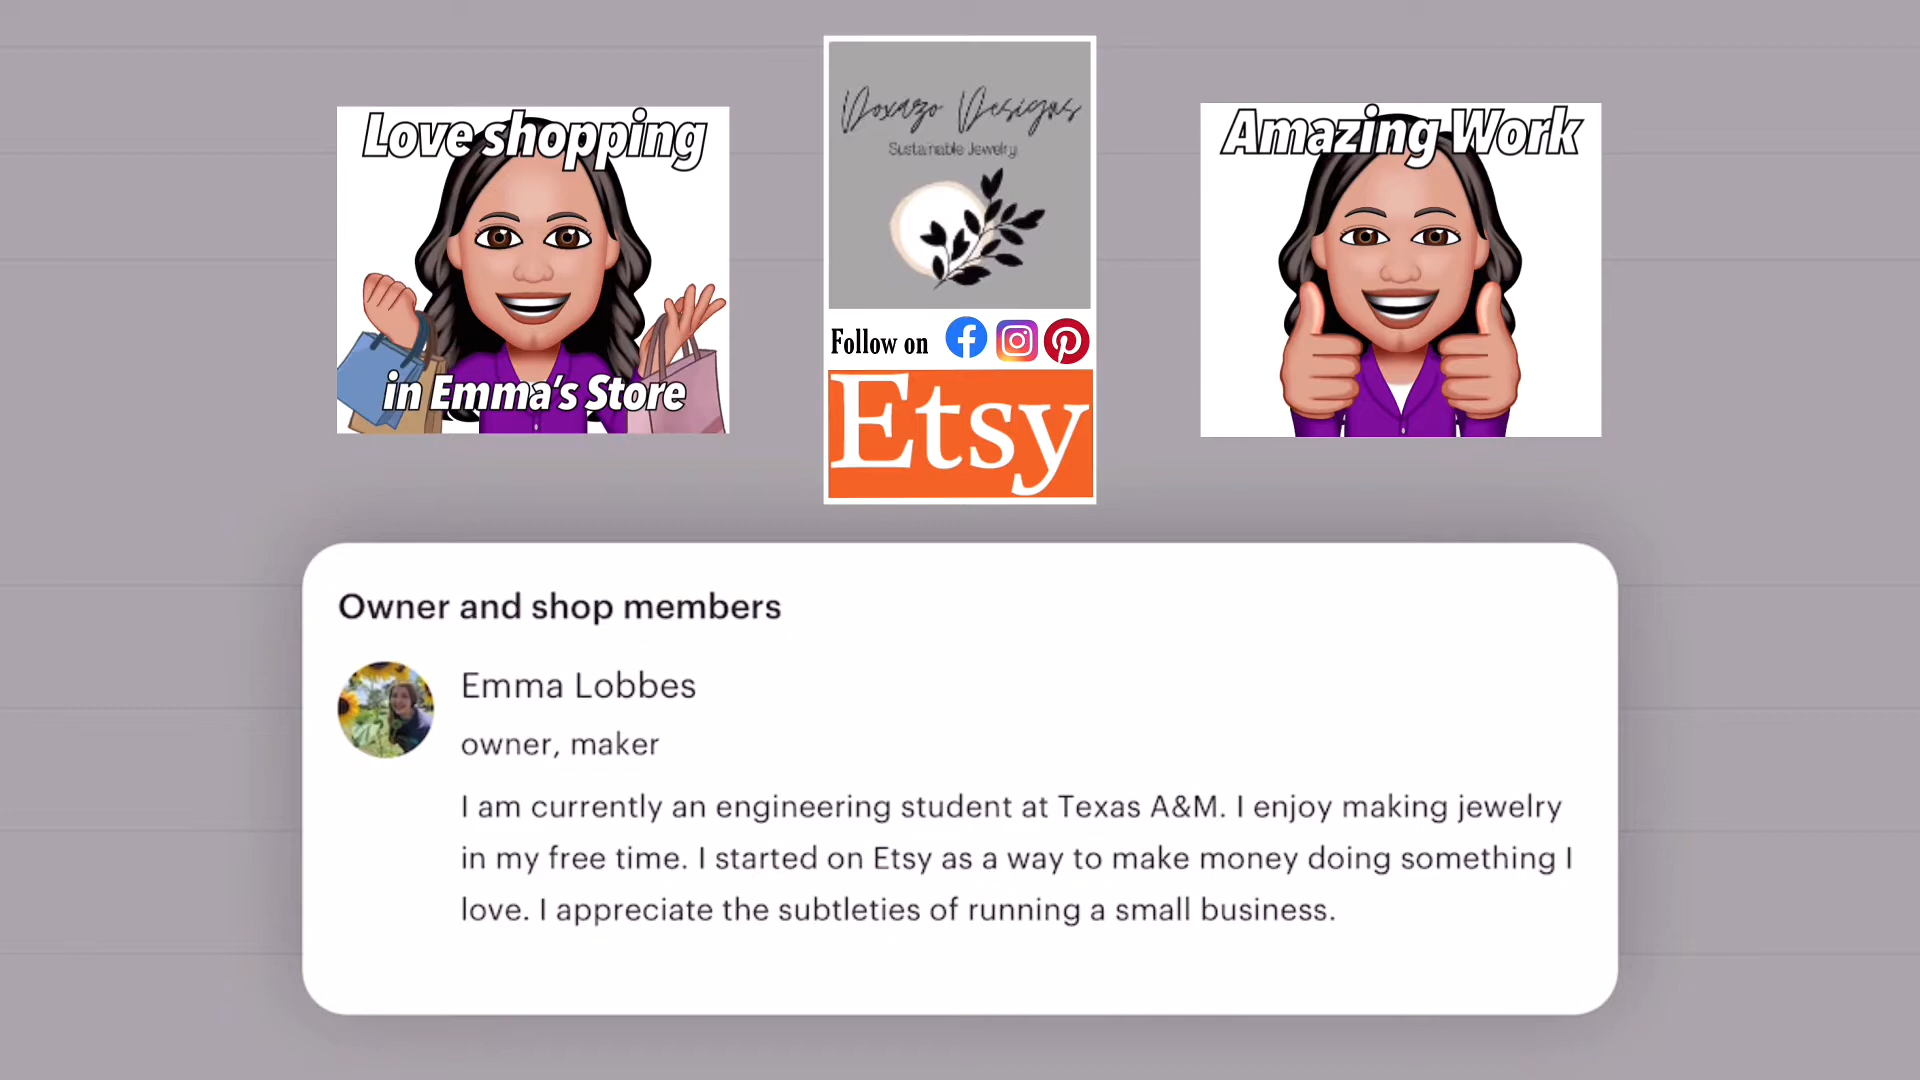 Love shopping
in Emma's Store
Doxazo Designs
Sustainable Jewelry
Follow on
Etsy
Amazing Work
Owner and shop members
Emma Lobbes
owner, maker
I am currently an engineering student at Texas A&M. I enjoy making jewelry
in my free time. I started on Etsy as a way to make money doing something I
love. I appreciate the subtleties of running a small business.